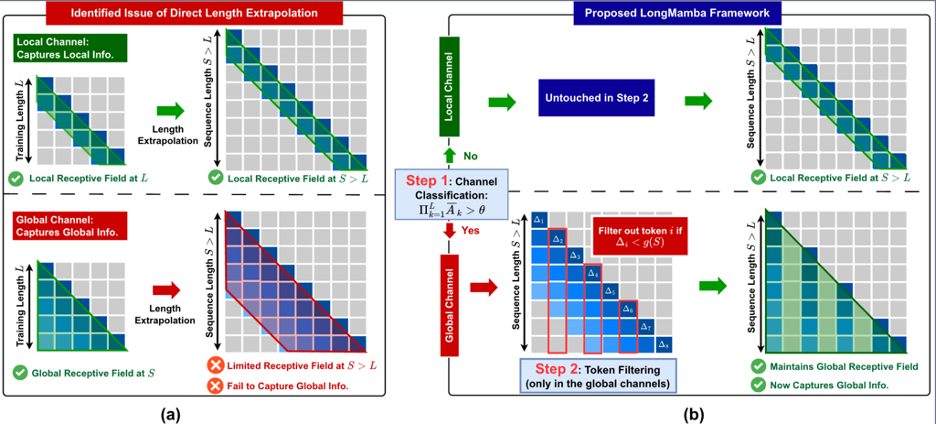 Identified Issue of Direct Length Extrapolation
Local Channel:
Captures Local Info.
Training Length L
Length
Extrapolation
Sequence Length S > L
Local Receptive Field at L
Local Receptive Field at S > L
Global Channel:
Captures Global Info.
Training Length L
Length
Extrapolation
Sequence Length S > L
Global Receptive Field at S
Limited Receptive Field at S > L
Fail to Capture Global Info.
(a)
Proposed LongMamba Framework
Local Channel
Untouched in Step 2
Sequence Length S > L
Local Receptive Field at S > L
No
Step 1: Channel
Classification:
Π_{k=1}^{L} A̅_k > θ
Yes
Global Channel
Sequence Length S > L
Δ₁
Δ₂
Δ₃
Δ₄
Δ₅
Δ₆
Δ₇
Δ₈
Filter out token i if
Δᵢ < g(S)
Step 2: Token Filtering
(only in the global channels)
Sequence Length S > L
Maintains Global Receptive Field
Now Captures Global Info.
(b)